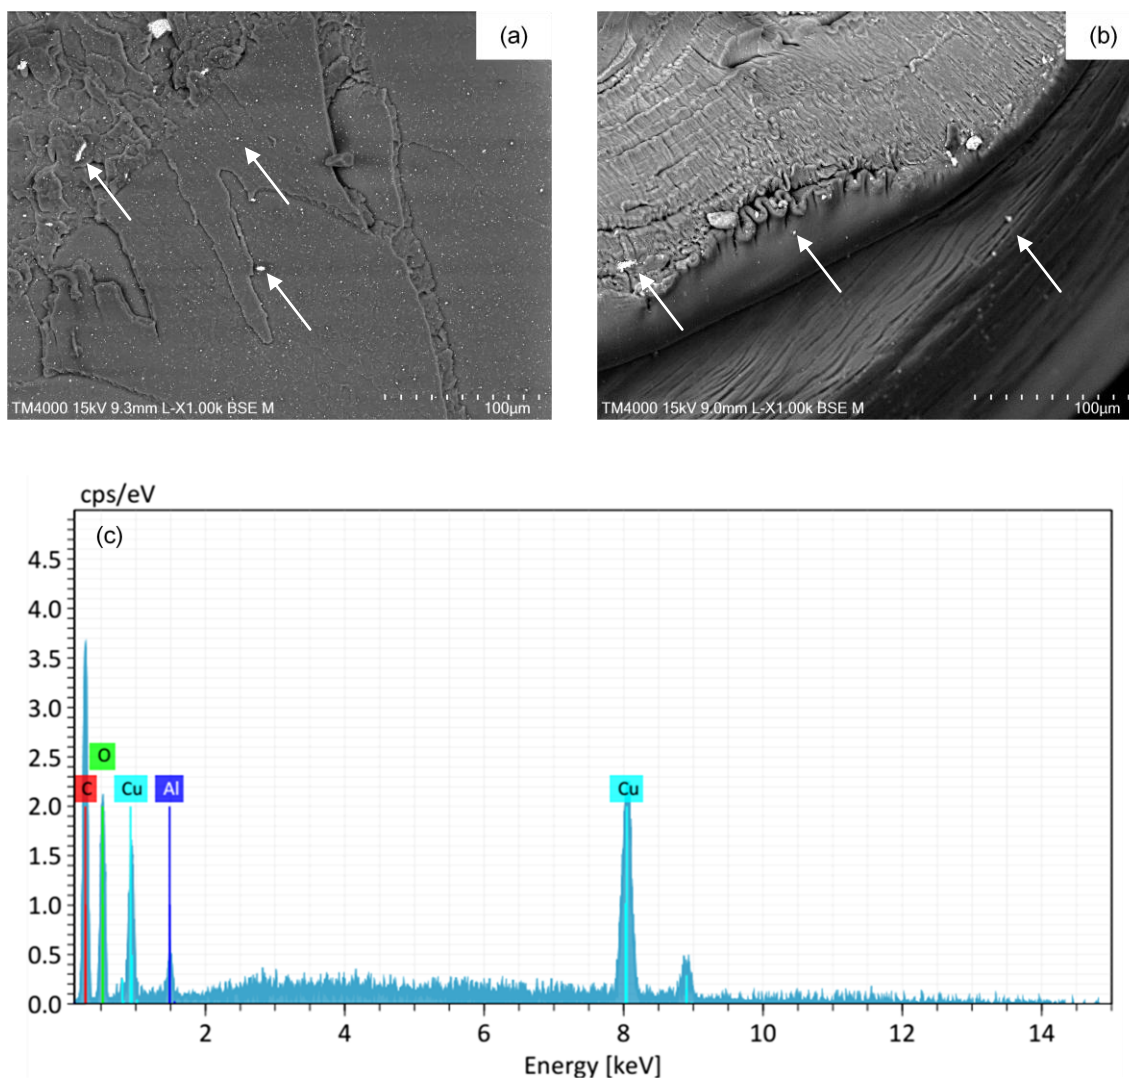 (a)
TM4000 15kV 9.3mm L-X1.00k BSE M
100µm
(b)
TM4000 15kV 9.0mm L-X1.00k BSE M
100µm
cps/eV
(c)
4.5
4.0
3.5
3.0
2.5
2.0
1.5
1.0
0.5
0.0
O
C
Cu
Al
Cu
2 4 6 8 10 12 14
Energy [keV]